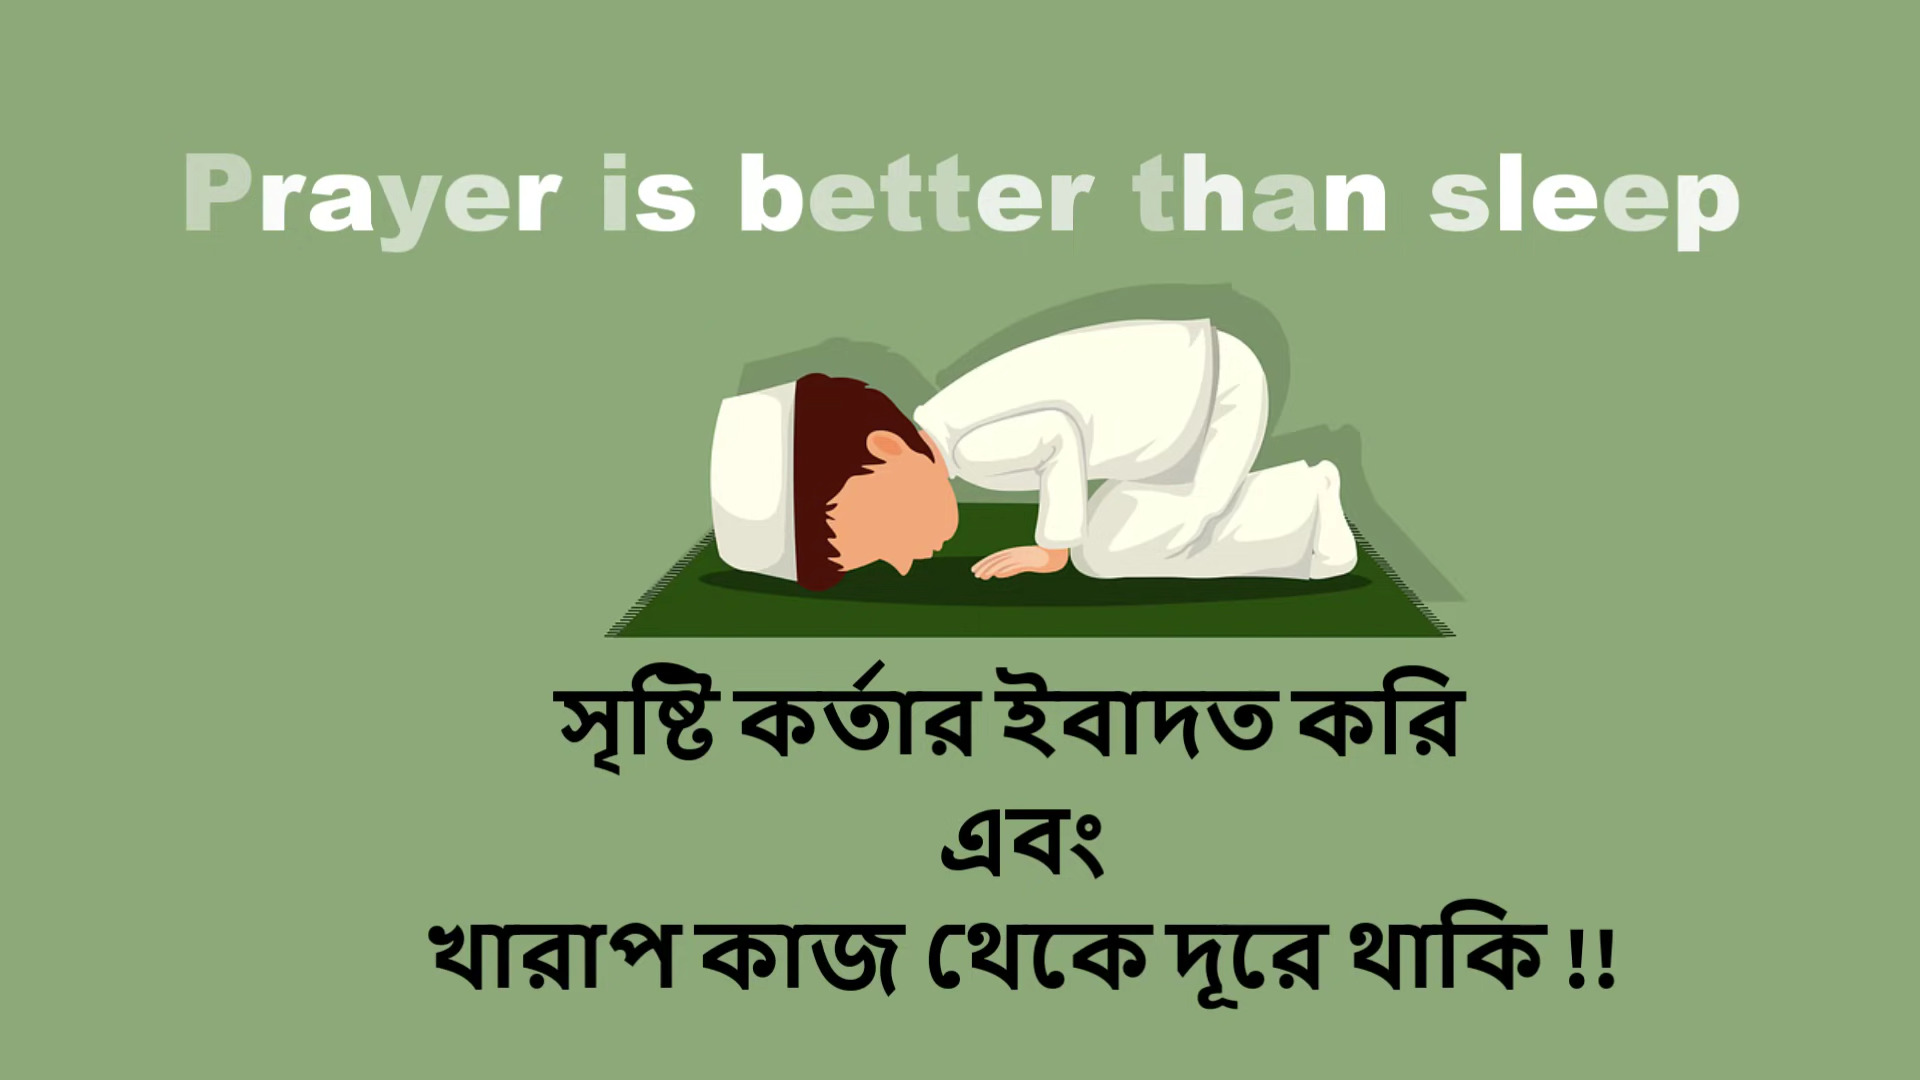 Prayer is better than sleep
সৃষ্টি কর্তার ইবাদত করি
এবং
খারাপ কাজ থেকে দূরে থাকি !!